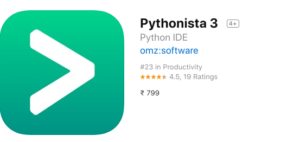 Pythonista 3 4+
Python IDE
omz:software
#23 in Productivity
★★★★★ 4.5, 19 Ratings
₹ 799